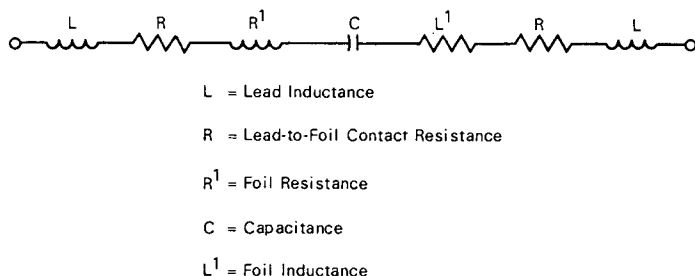 L R R¹ C L¹ R L
L = Lead Inductance
R = Lead-to-Foil Contact Resistance
R¹ = Foil Resistance
C = Capacitance
L¹ = Foil Inductance